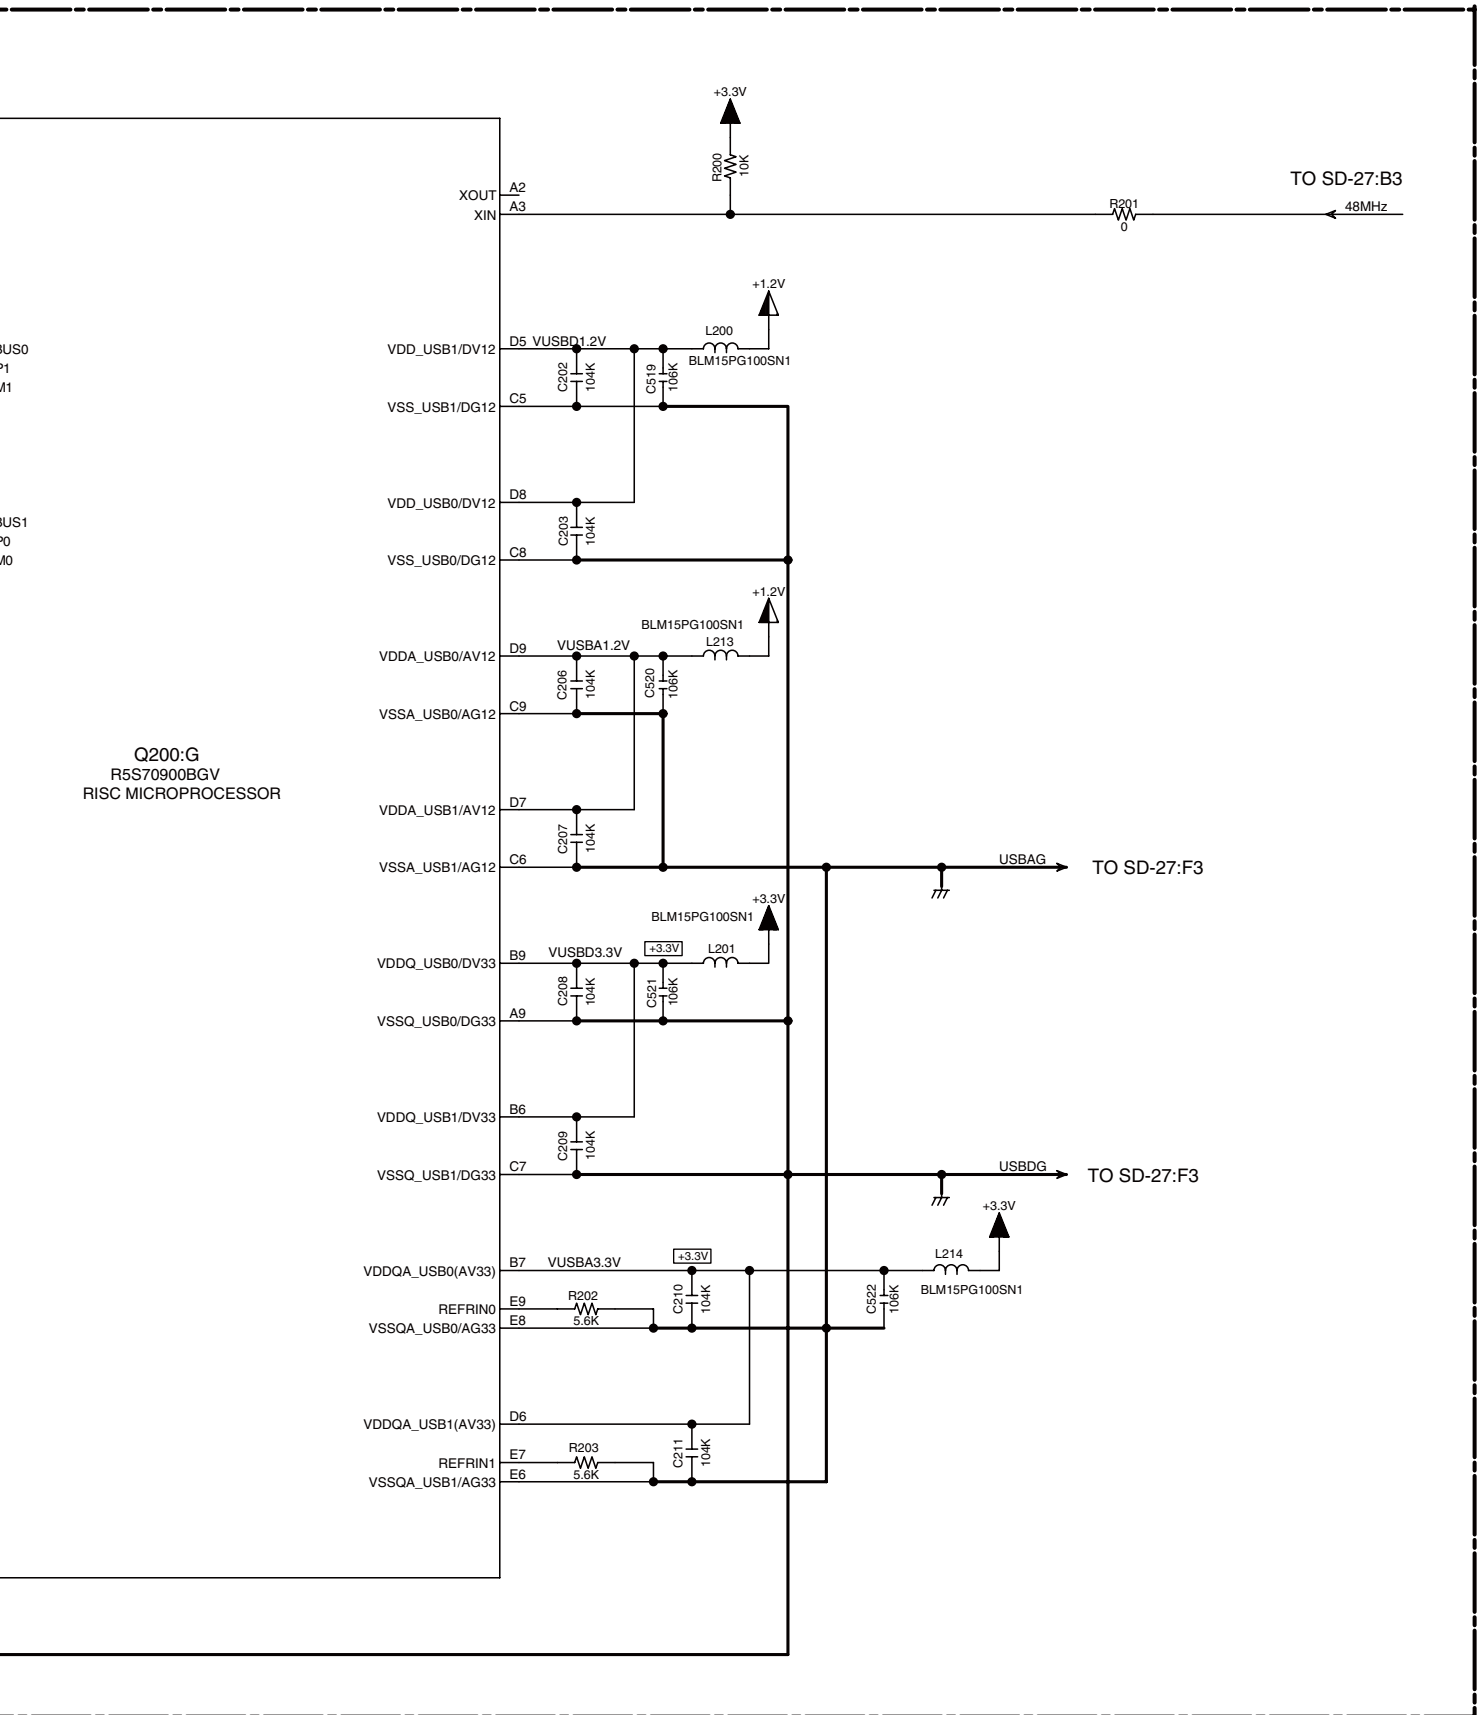 +3.3V
R200
10K
TO SD-27:B3
XOUT
A2
XIN
A3
R201
0
48MHz
+1.2V
L200
BLM15PG100SN1
BUS0
P1
M1
VDD_USB1/DV12
D5
VUSBD1.2V
C202
104K
C519
106K
VSS_USB1/DG12
C5
VDD_USB0/DV12
D8
BUS1
P0
M0
C203
104K
VSS_USB0/DG12
C8
+1.2V
BLM15PG100SN1
L213
VDDA_USB0/AV12
D9
VUSBA1.2V
C206
104K
C520
106K
VSSA_USB0/AG12
C9
Q200:G
R5S70900BGV
RISC MICROPROCESSOR
VDDA_USB1/AV12
D7
C207
104K
VSSA_USB1/AG12
C6
USBAG
TO SD-27:F3
+3.3V
BLM15PG100SN1
L201
VDDQ_USB0/DV33
B9
VUSBD3.3V
+3.3V
C208
104K
C521
106K
VSSQ_USB0/DG33
A9
VDDQ_USB1/DV33
B6
C209
104K
VSSQ_USB1/DG33
C7
USBDG
TO SD-27:F3
+3.3V
L214
BLM15PG100SN1
VDDQA_USB0(AV33)
B7
VUSBA3.3V
+3.3V
C210
104K
C522
106K
REFRIN0
E9
R202
5.6K
VSSQA_USB0/AG33
E8
VDDQA_USB1(AV33)
D6
C211
104K
REFRIN1
E7
R203
5.6K
VSSQA_USB1/AG33
E6